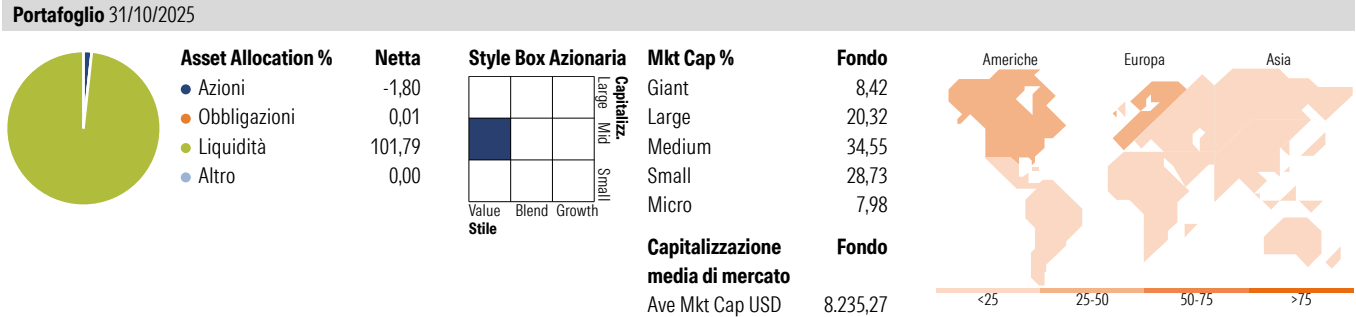 Portafoglio 31/10/2025
Asset Allocation % Netta
Azioni -1,80
Obbligazioni 0,01
Liquidità 101,79
Altro 0,00
Style Box Azionaria
Capitalizz.
Large
Mid
Small
Value Blend Growth
Stile
Mkt Cap % Fondo
Giant 8,42
Large 20,32
Medium 34,55
Small 28,73
Micro 7,98
Capitalizzazione Fondo
media di mercato
Ave Mkt Cap USD 8.235,27
Americhe Europa Asia
<25 25-50 50-75 >75